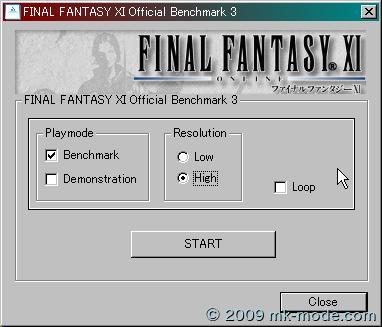 FINAL FANTASY XI Official Benchmark 3
FINAL FANTASY® XI
ONLINE
ファイナルファンタジーXI
FINAL FANTASY XI Official Benchmark 3
Playmode
Benchmark
Demonstration
Resolution
Low
High
Loop
START
Close
© 2009 mk-mode.com